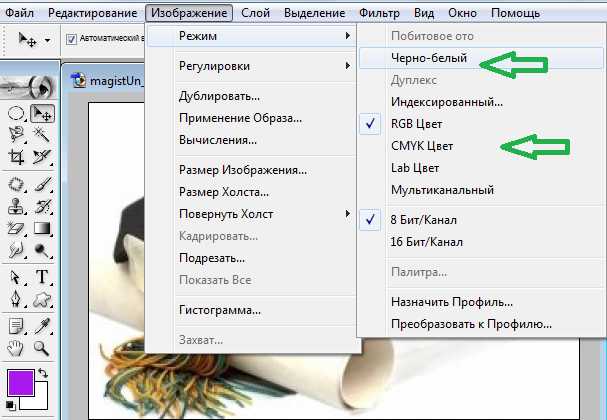 Файл Редактирование Изображение Слой Выделение Фильтр Вид Окно Помощь
Автоматический в
magistUn_
Режим
Регулировки
Дублировать...
Применение Образа...
Вычисления...
Размер Изображения...
Размер Холста...
Повернуть Холст
Кадрировать...
Подрезать...
Показать Все
Гистограмма...
Захват...
Побитовое ото
Черно-белый
Дуплекс
Индексированный...
RGB Цвет
CMYK Цвет
Lab Цвет
Мультиканальный
8 Бит/Канал
16 Бит/Канал
Палитра...
Назначить Профиль...
Преобразовать к Профилю...